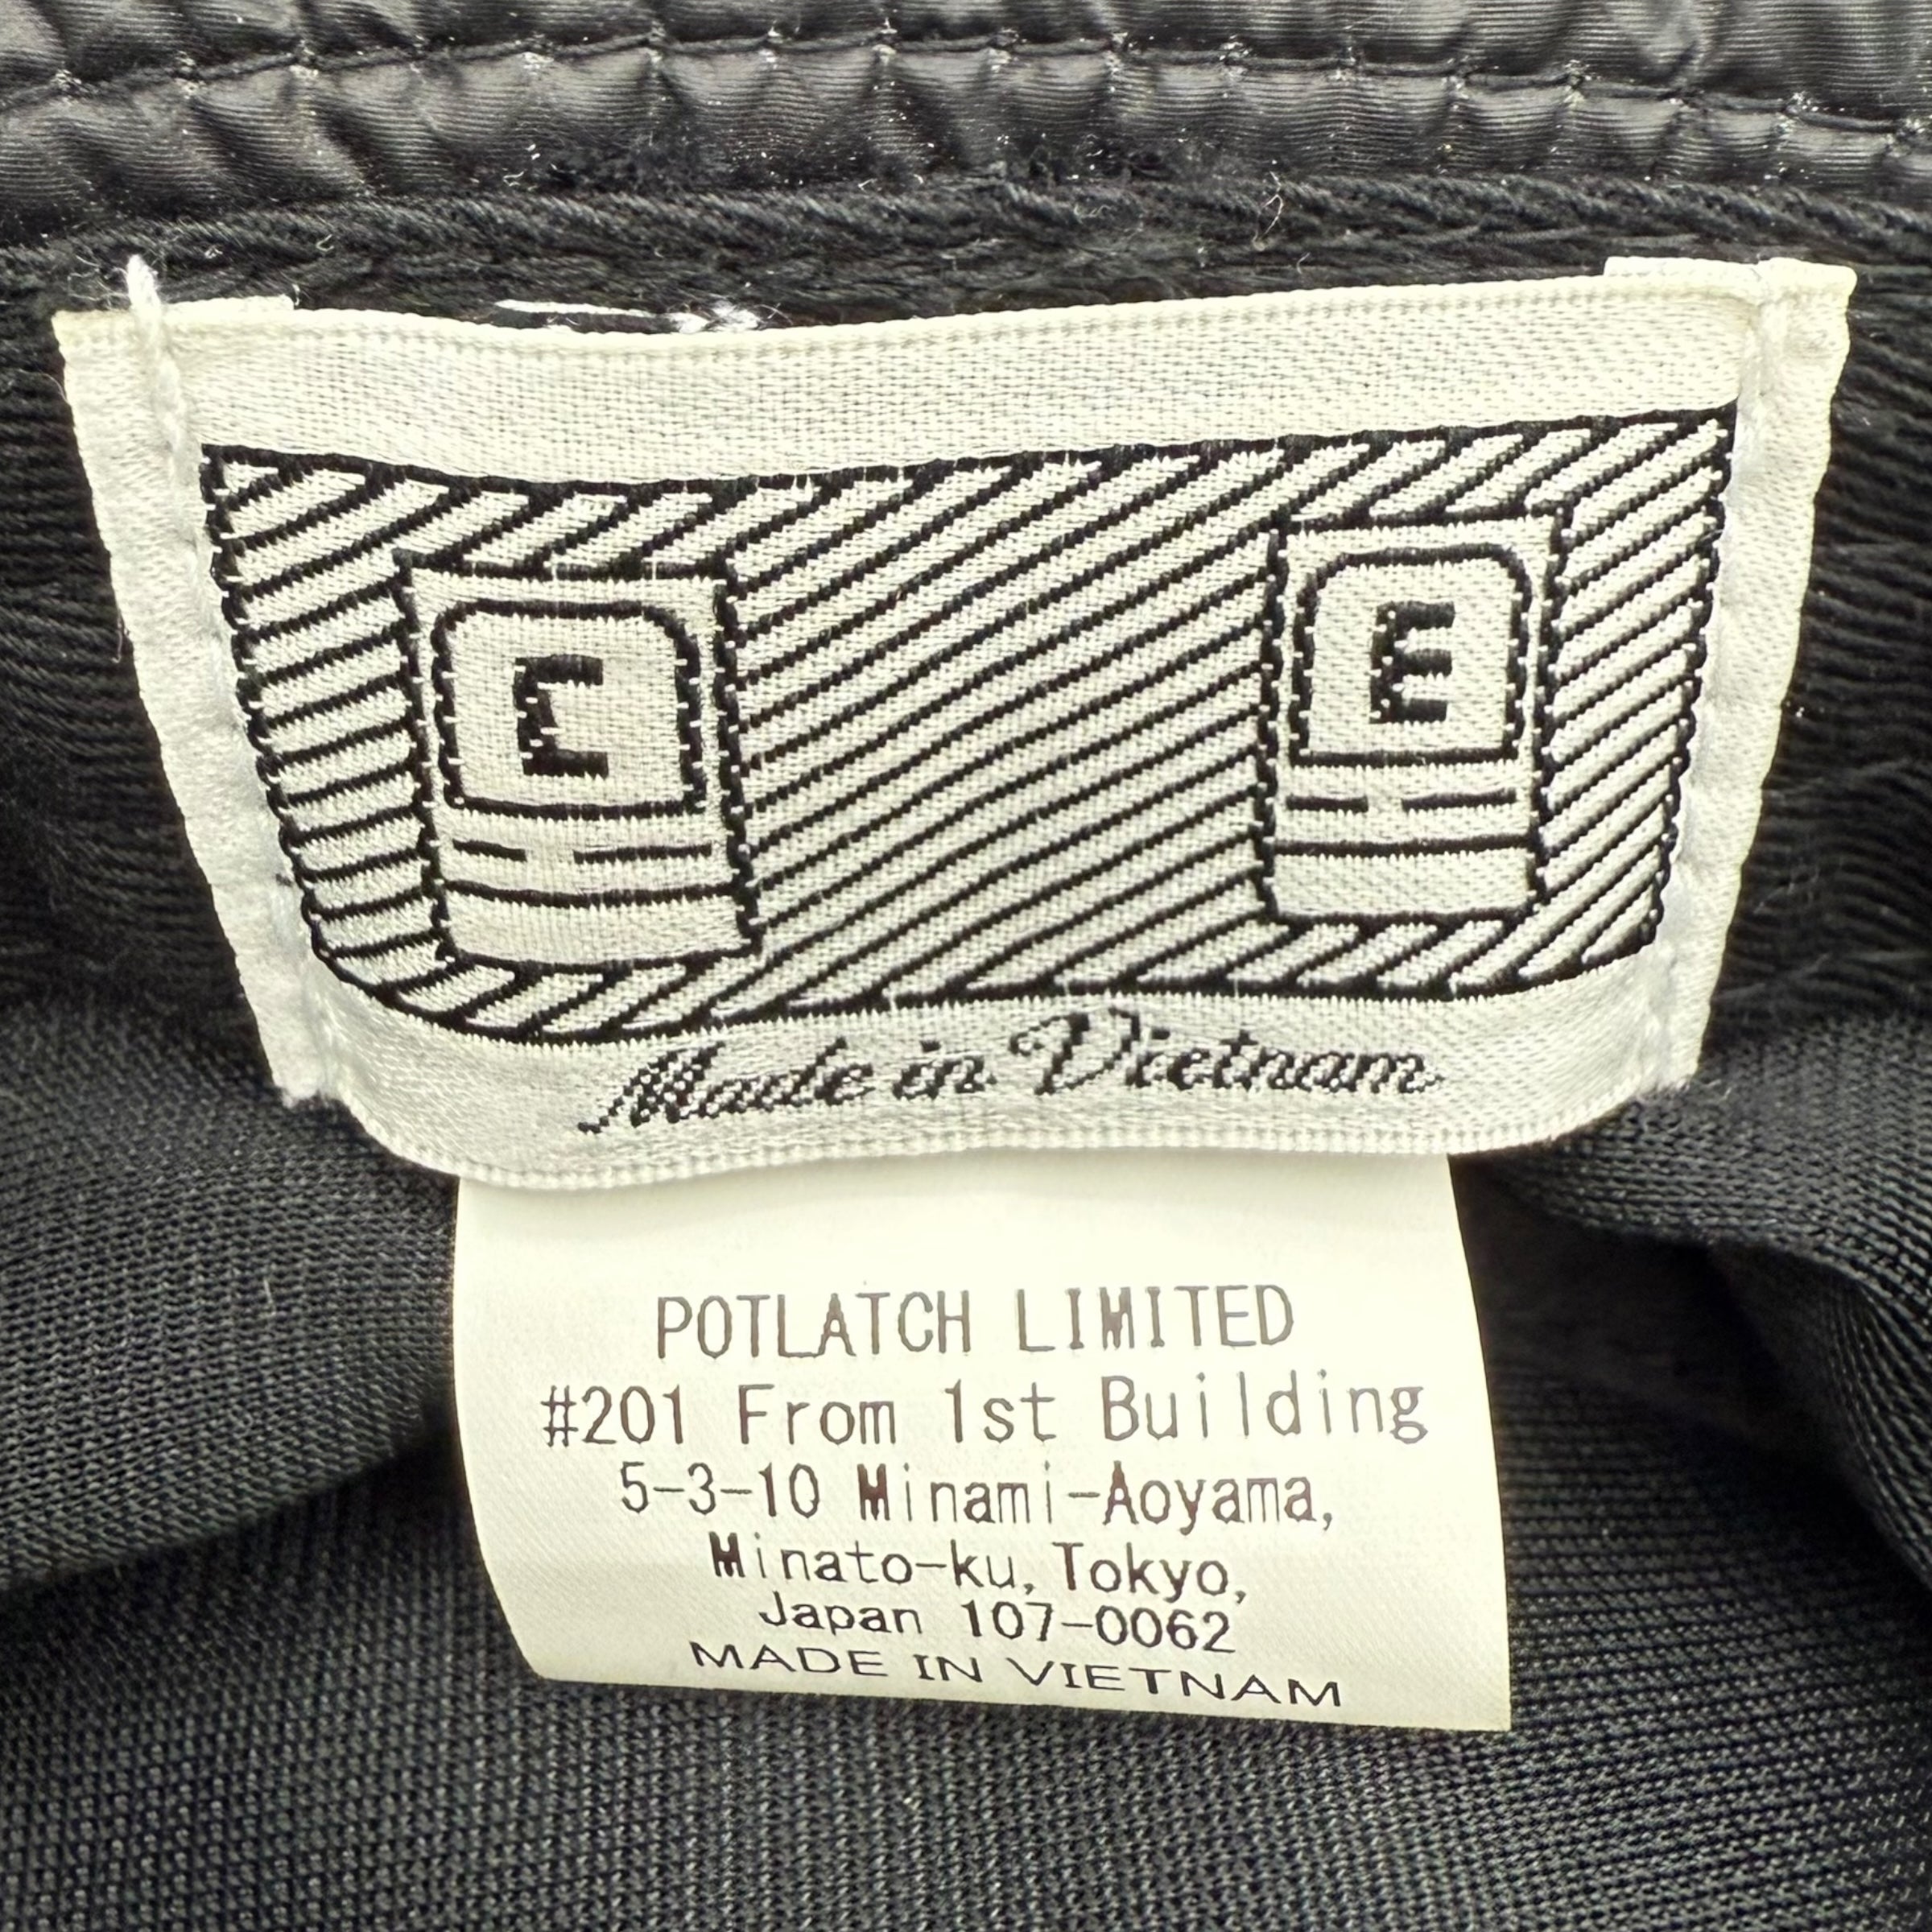 G E
Made in Vietnam
POTLATCH LIMITED
#201 From 1st Building
5-3-10 Minami-Aoyama,
Minato-ku, Tokyo,
Japan 107-0062
MADE IN VIETNAM